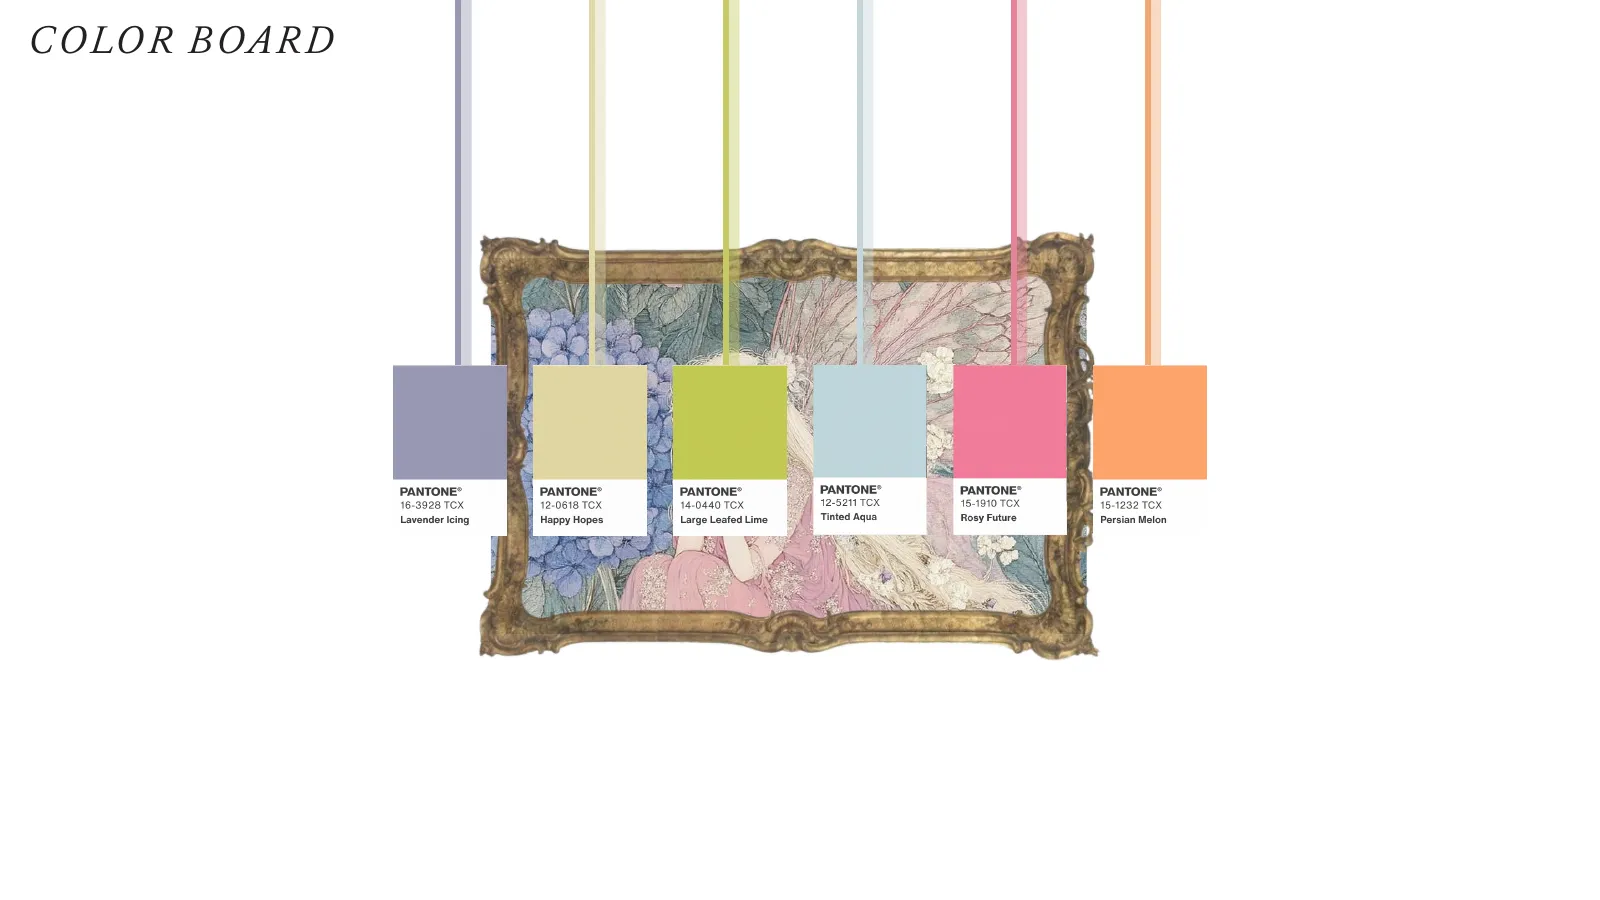 COLOR BOARD
PANTONE®
16-3928 TCX
Lavender Icing
PANTONE®
12-0618 TCX
Happy Hopes
PANTONE®
14-0440 TCX
Large Leafed Lime
PANTONE®
12-5211 TCX
Tinted Aqua
PANTONE®
15-1910 TCX
Rosy Future
PANTONE®
15-1232 TCX
Persian Melon